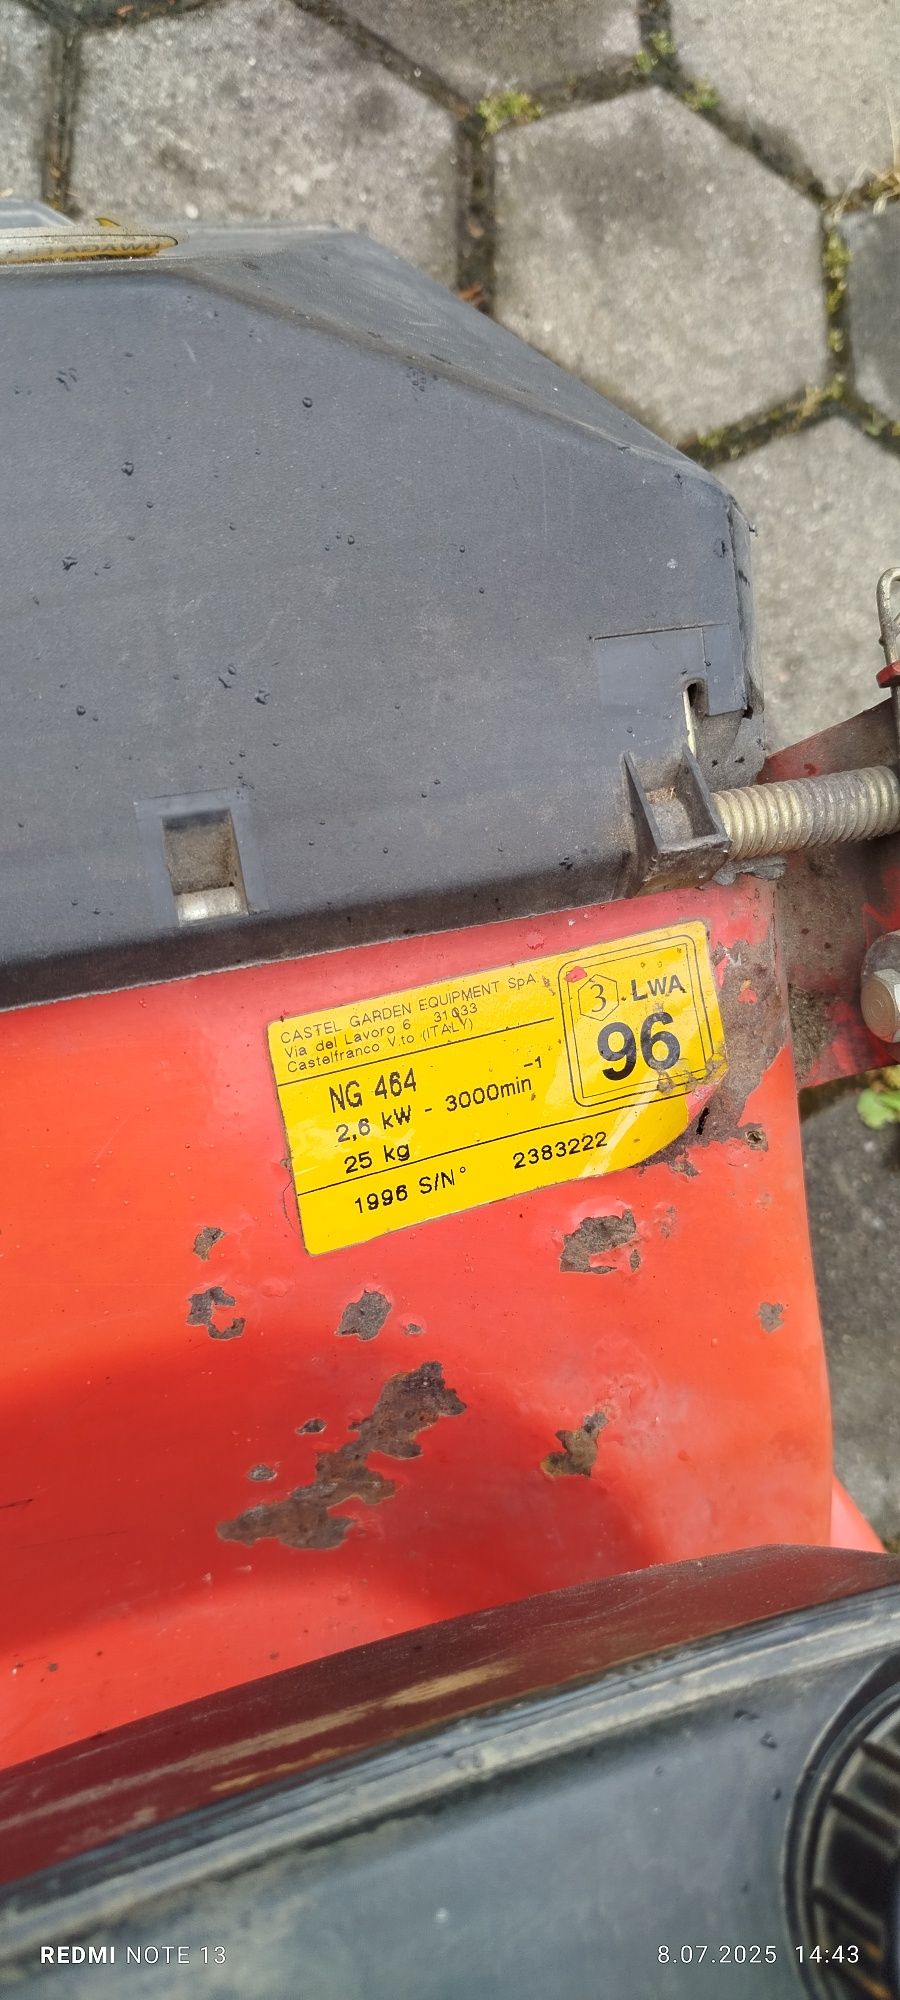 CASTEL GARDEN EQUIPMENT SpA
Via del Lavoro 6 31033
Castelfranco V.to (ITALY)
3 LWA
96
NG 464
2,6 kW - 3000min⁻¹
25 kg
1996 S/N° 2383222
REDMI NOTE 13
8.07.2025 14:43